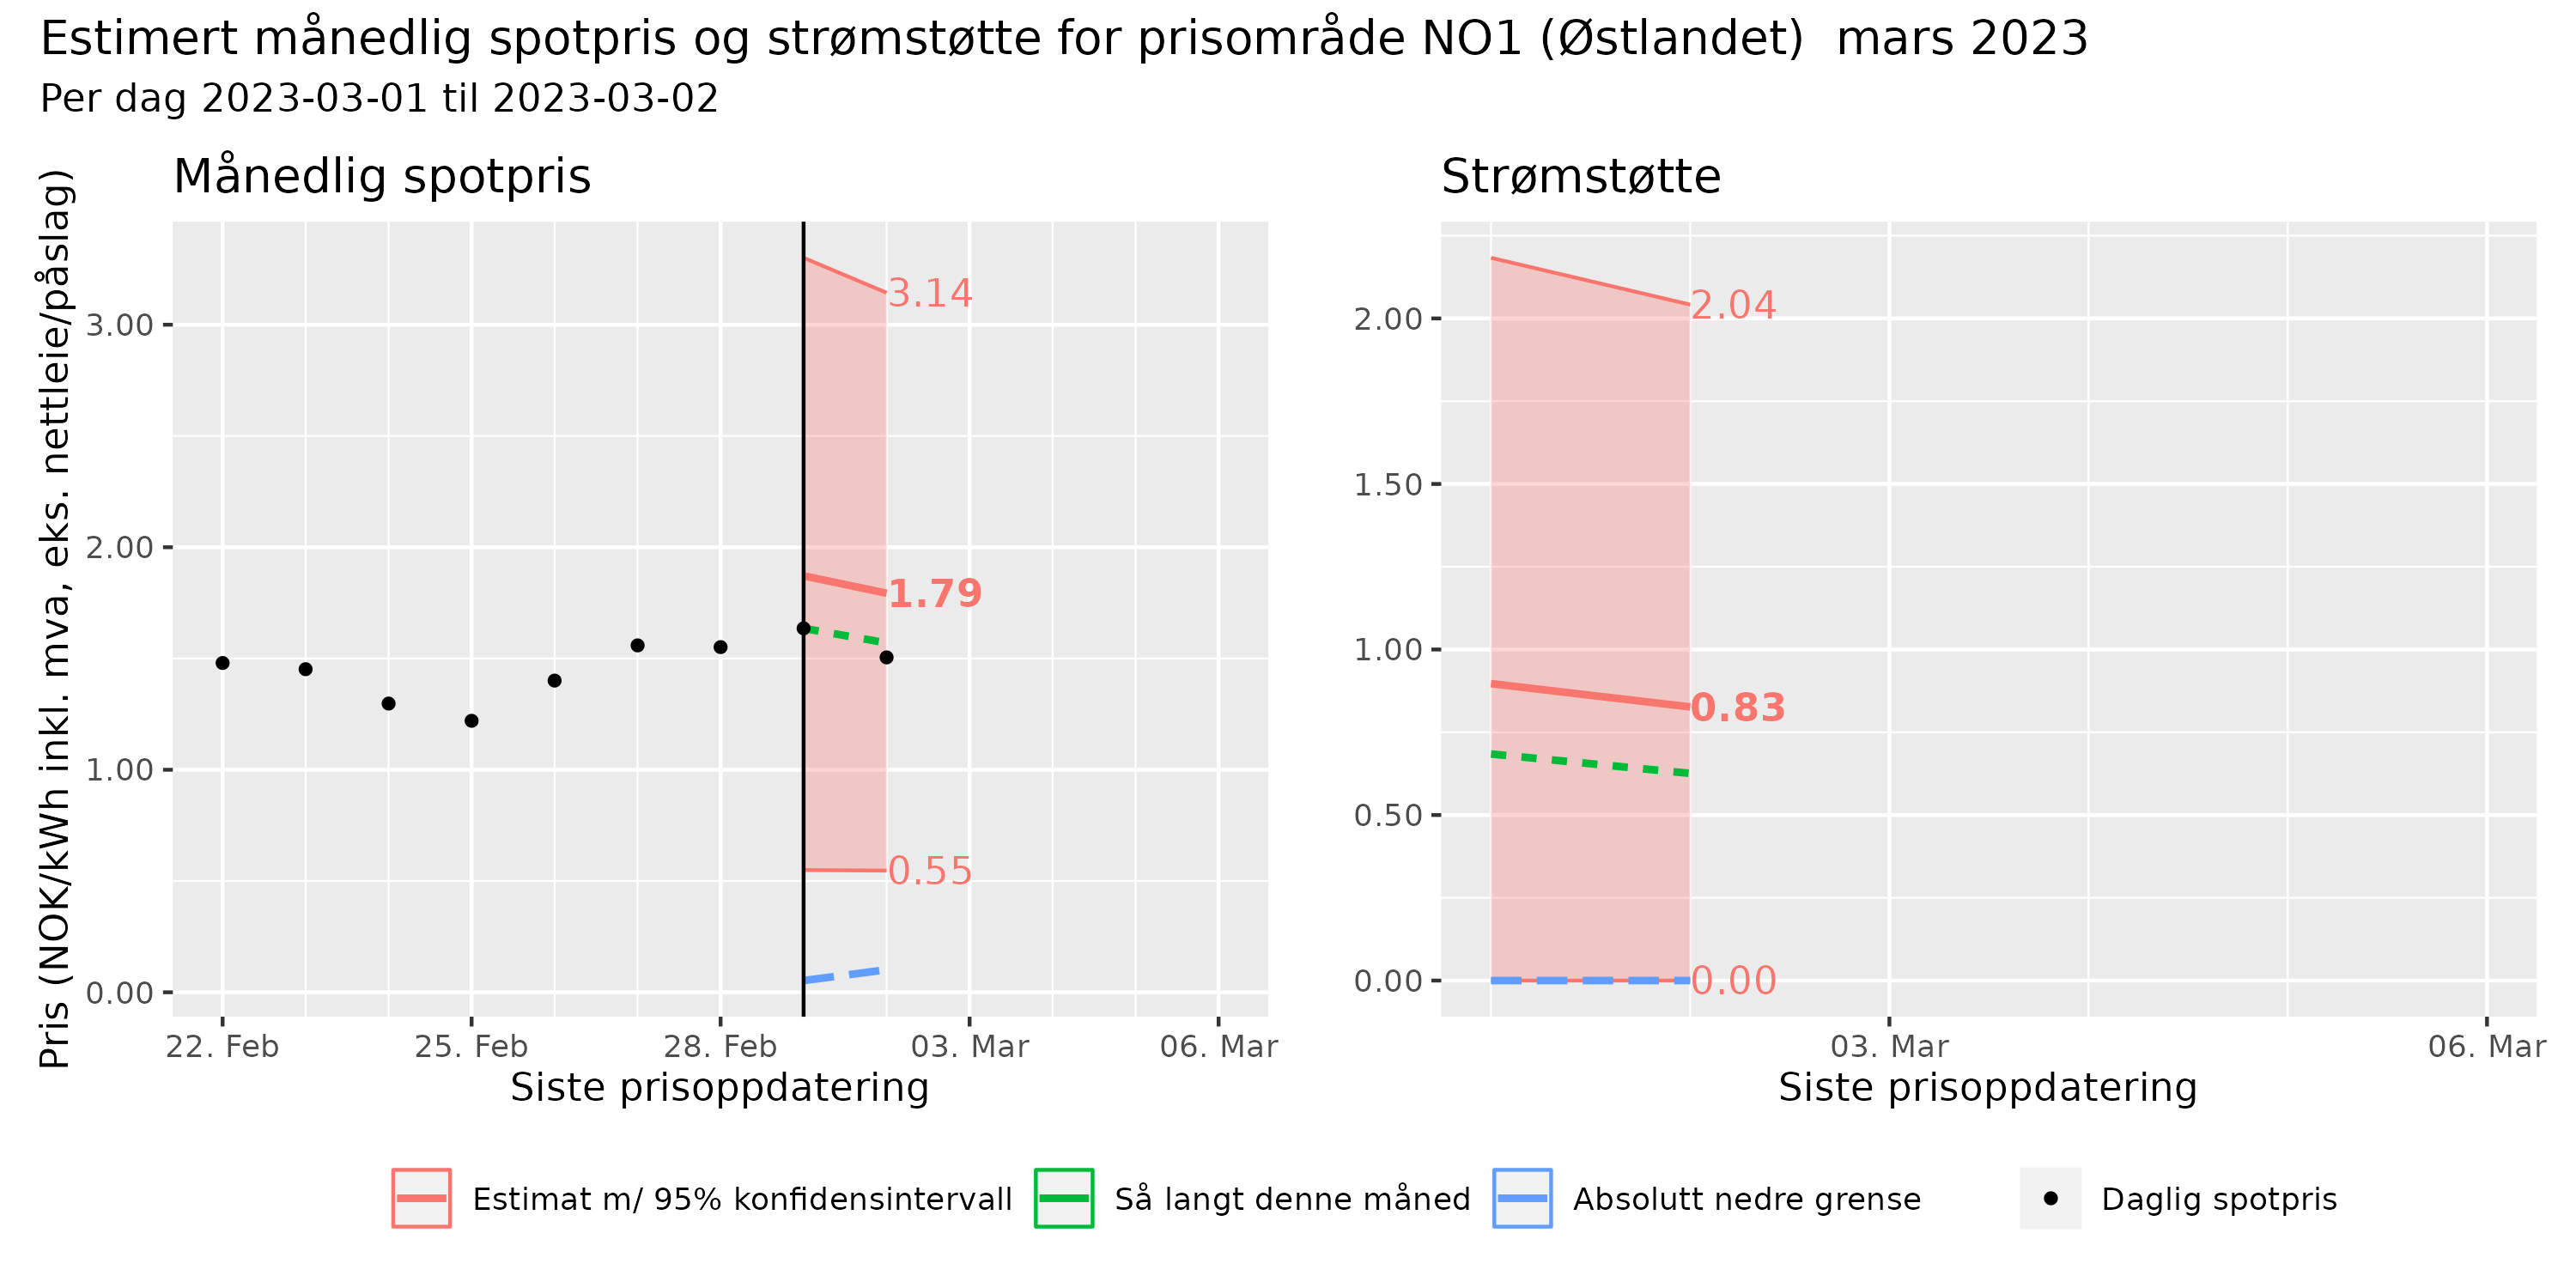 Estimert månedlig spotpris og strømstøtte for prisområde NO1 (Østlandet)  mars 2023
Per dag 2023-03-01 til 2023-03-02
Månedlig spotpris
Pris (NOK/kWh inkl. mva, eks. nettleie/påslag)
3.00
2.00
1.00
0.00
3.14
1.79
0.55
22. Feb
25. Feb
28. Feb
03. Mar
06. Mar
Siste prisoppdatering
Strømstøtte
2.00
1.50
1.00
0.50
0.00
2.04
0.83
0.00
03. Mar
06. Mar
Siste prisoppdatering
Estimat m/ 95% konfidensintervall
Så langt denne måned
Absolutt nedre grense
Daglig spotpris